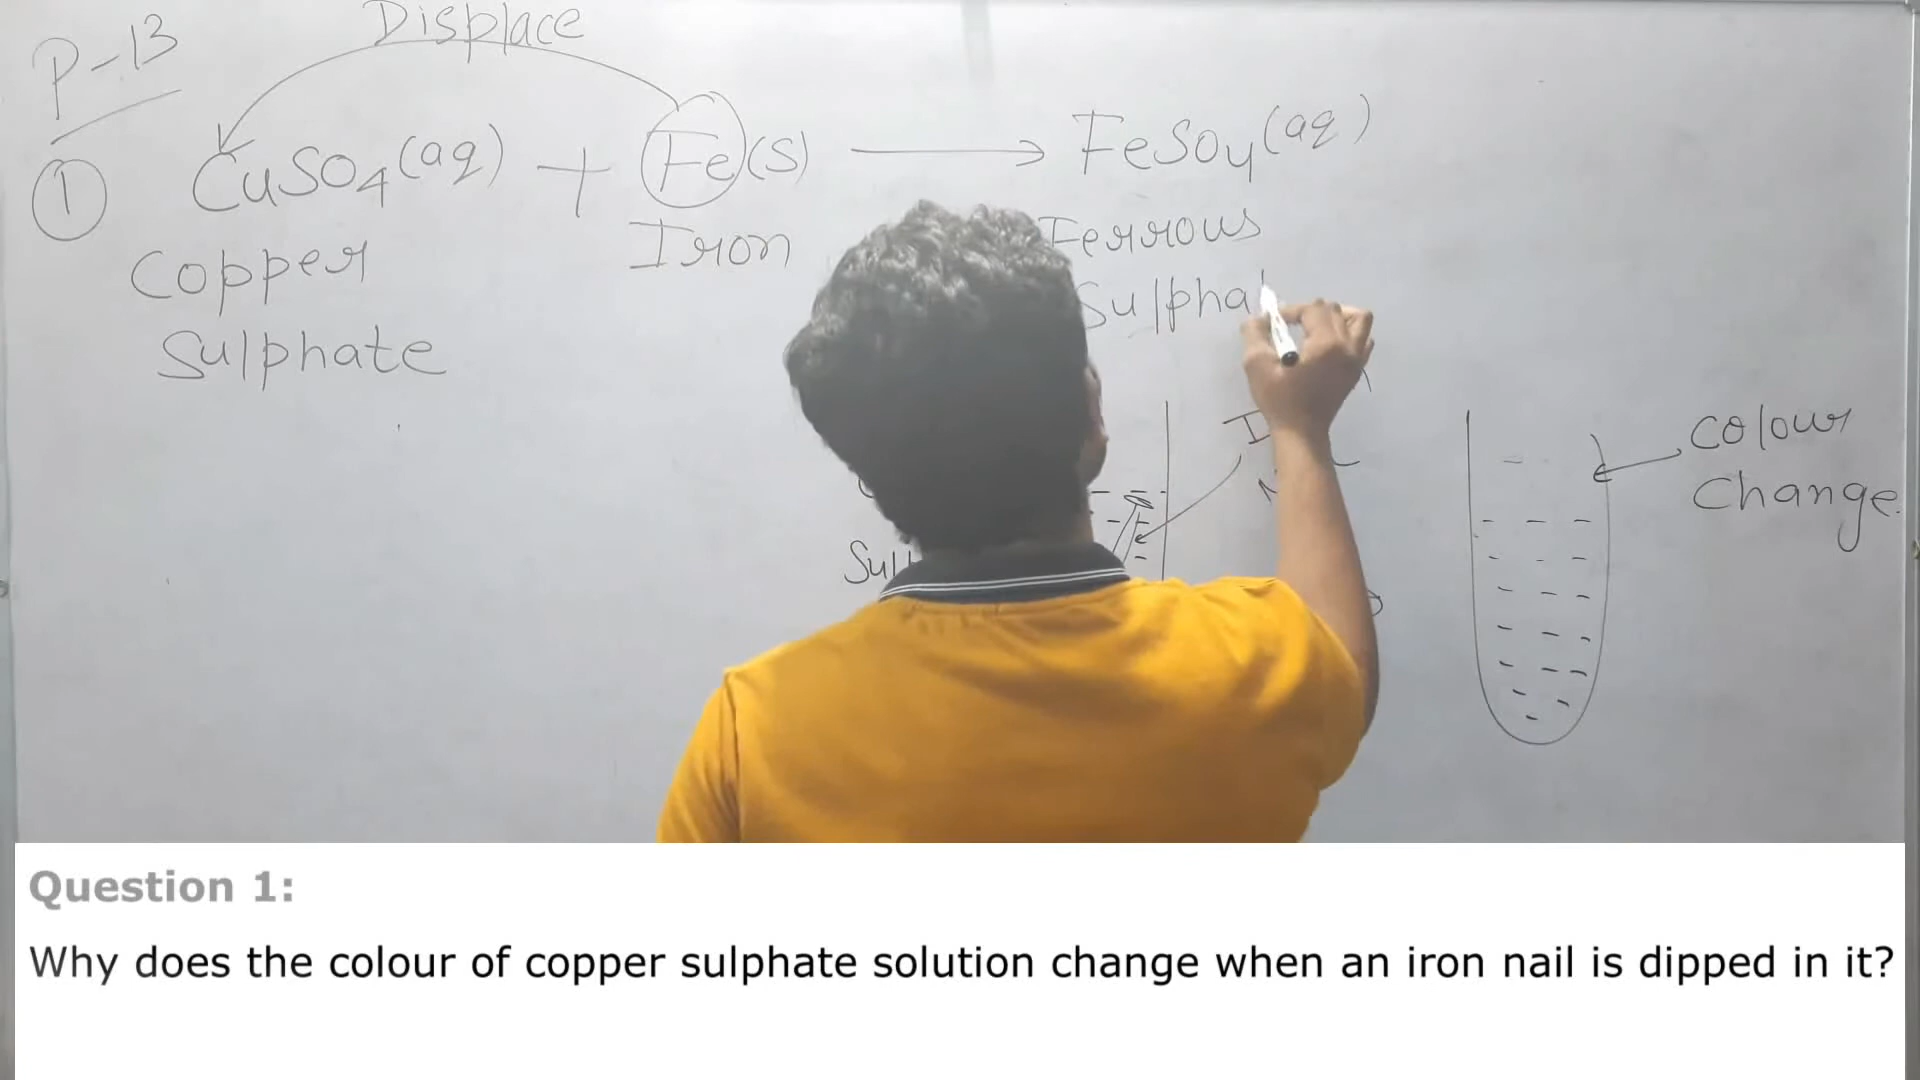 P-13
Displace
① CuSO4(aq) + Fe(s) → FeSO4(aq)
Copper Sulphate
Iron
Ferrous
Sulphat
Colour
Change.
Question 1:
Why does the colour of copper sulphate solution change when an iron nail is dipped in it?